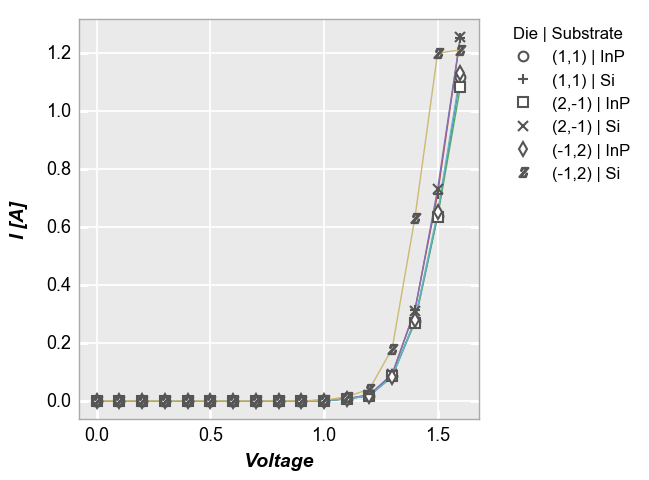 Die | Substrate
(1,1) | InP
(1,1) | Si
(2,-1) | InP
(2,-1) | Si
(-1,2) | InP
(-1,2) | Si
1.2
1.0
0.8
0.6
0.4
0.2
0.0
I [A]
0.0 0.5 1.0 1.5
Voltage